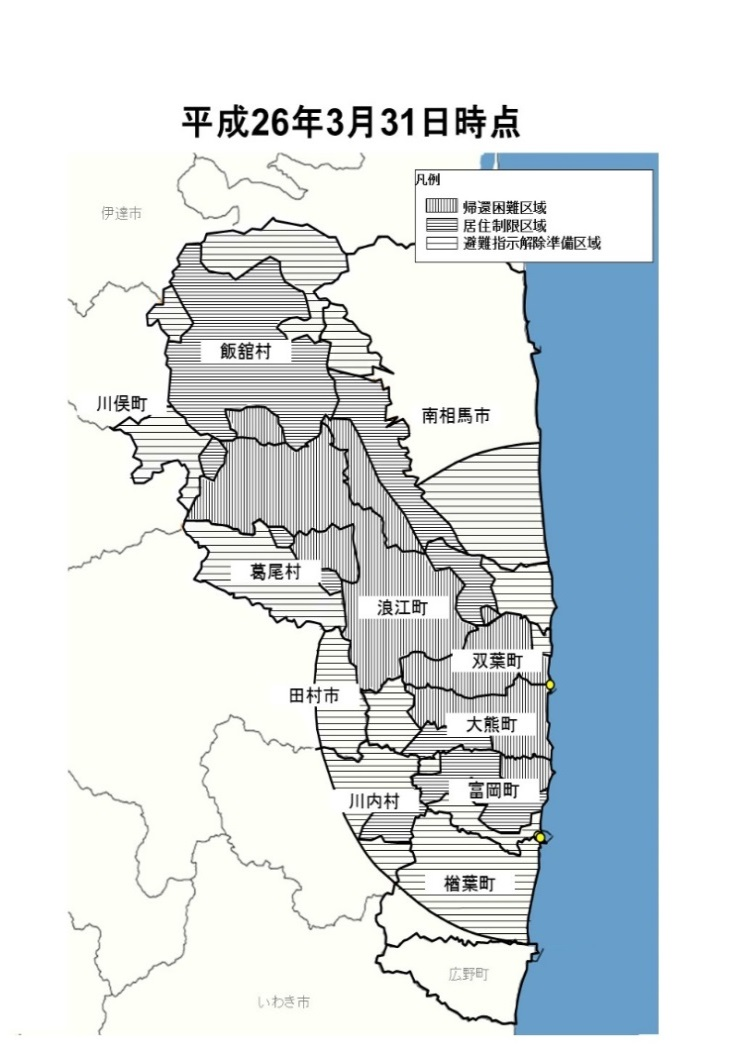 平成26年3月31日時点
凡例
帰還困難区域
居住制限区域
避難指示解除準備区域
伊達市
飯舘村
川俣町
南相馬市
葛尾村
浪江町
双葉町
田村市
大熊町
富岡町
川内村
楢葉町
広野町
いわき市